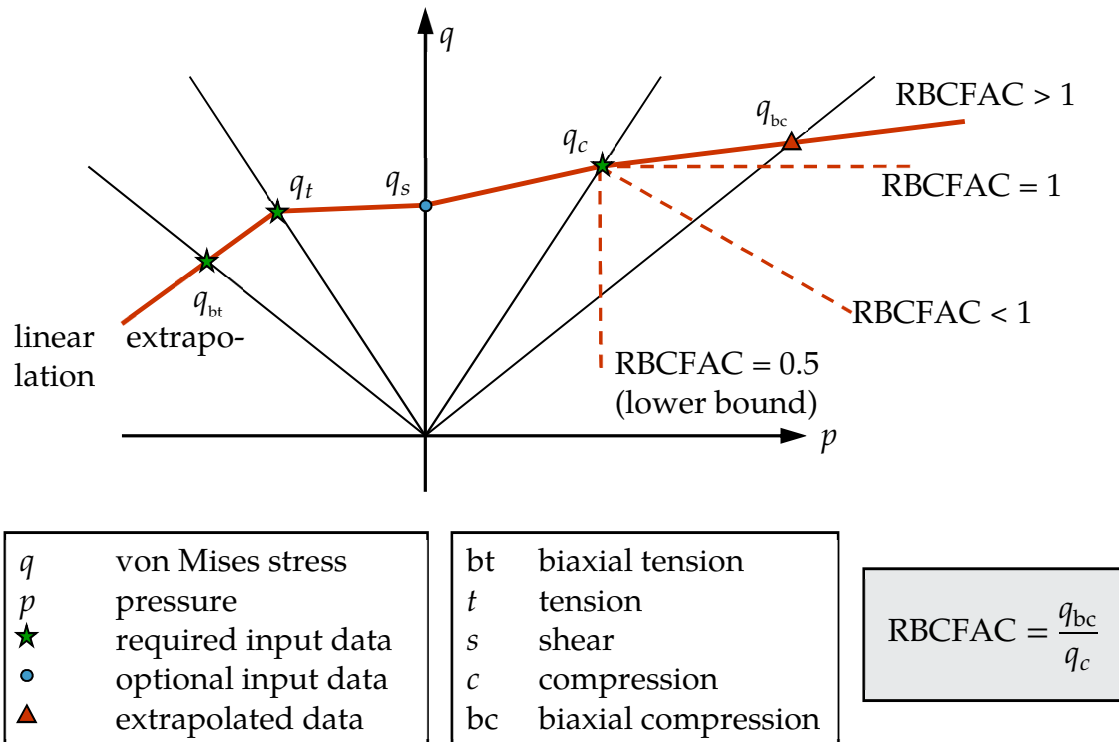 q
RBCFAC > 1
q_bc
q_c
q_t
q_s
RBCFAC = 1
q_bt
RBCFAC < 1
linear extrapo-
lation
RBCFAC = 0.5
(lower bound)
p
q von Mises stress
p pressure
required input data
optional input data
extrapolated data
bt biaxial tension
t tension
s shear
c compression
bc biaxial compression
RBCFAC = q_bc / q_c